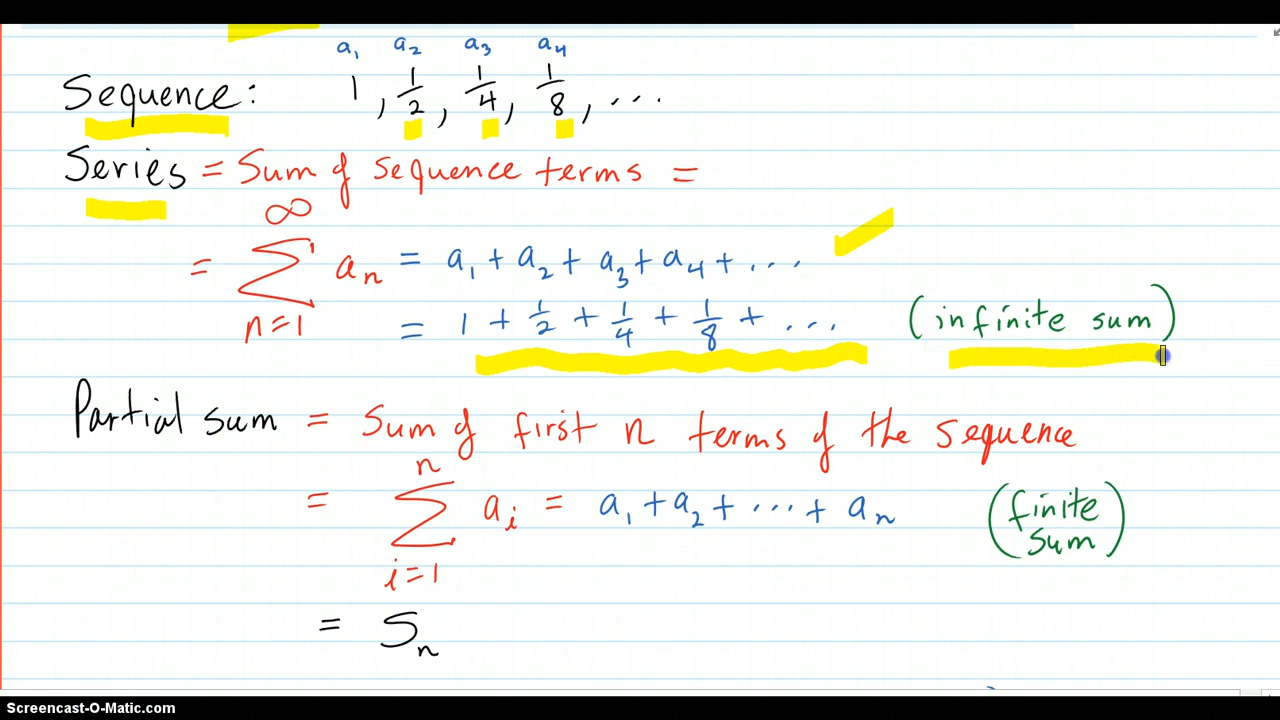 a₁ a₂ a₃ a₄
Sequence: 1, 1/2, 1/4, 1/8, ...
Series = Sum of sequence terms =
= ∞ ∑ n=1 aₙ = a₁ + a₂ + a₃ + a₄ + ...
= 1 + 1/2 + 1/4 + 1/8 + ... (infinite sum)
Partial sum = Sum of first n terms of the sequence
= n ∑ i=1 aᵢ = a₁ + a₂ + ... + aₙ (finite sum)
= Sₙ
Screencast-O-Matic.com